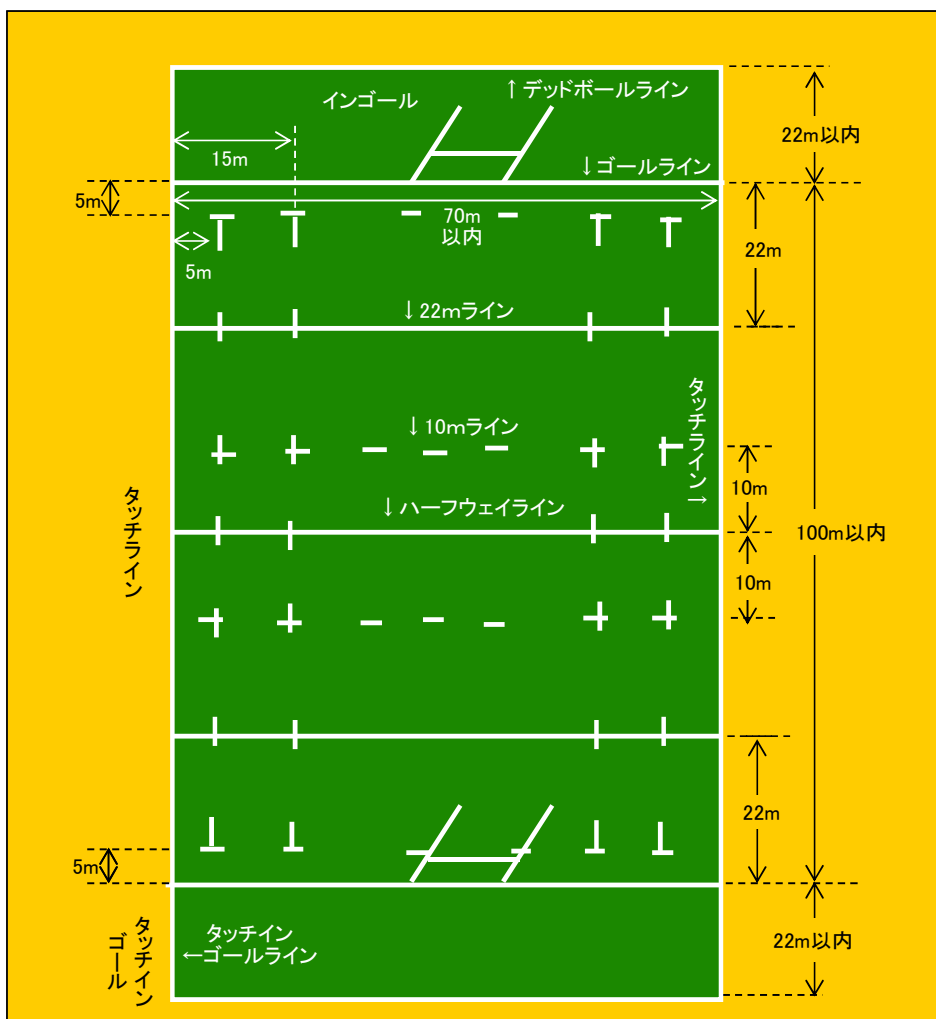 ↑デッドボールライン
インゴール
22m以内
15m
↓ゴールライン
5m
70m
以内
22m
5m
↓22mライン
タッチライン→
↓10mライン
10m
タッチライン
↓ハーフウェイライン
100m以内
10m
22m
5m
タッチイン
ゴール
タッチイン
←ゴールライン
22m以内